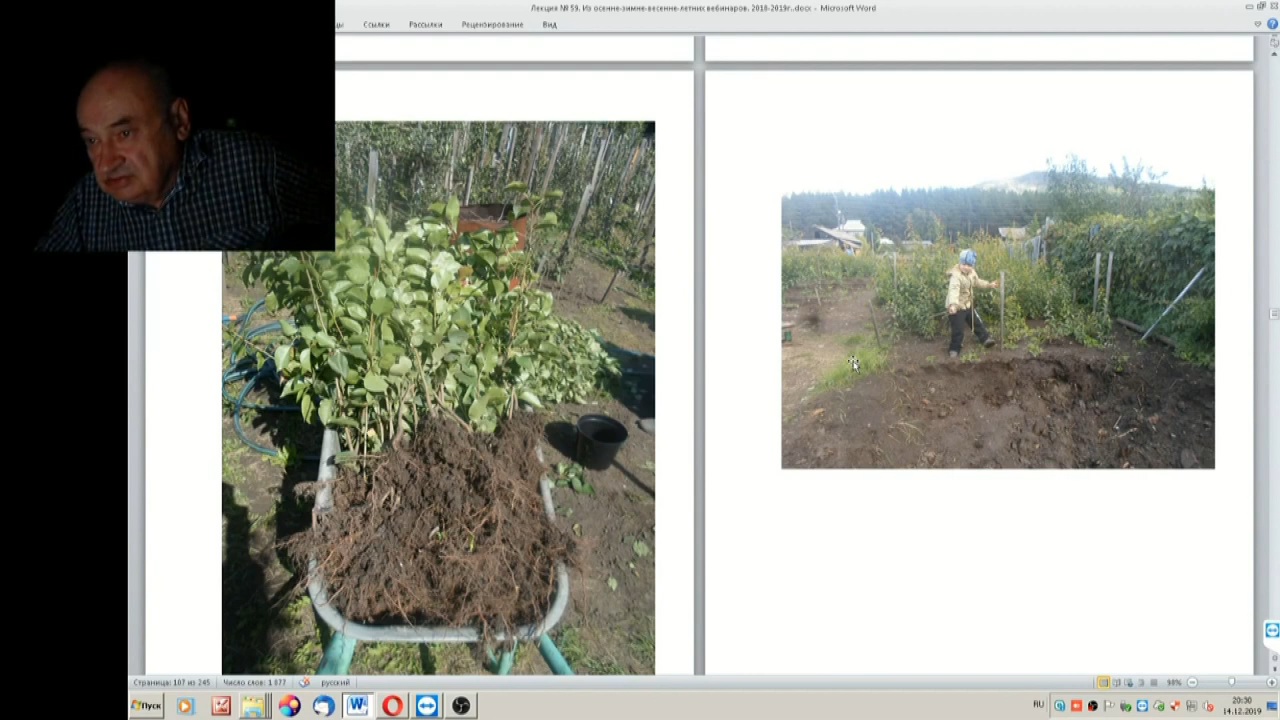 Лекция № 59. Из осенне-зимне-весенне-летних вебинаров. 2018-2019г..docx - Microsoft Word
Ссылки Рассылки Рецензирование Вид
Страница: 107 из 245 Число слов: 1 077 русский 98%
Пуск RU 20:30
14.12.2019